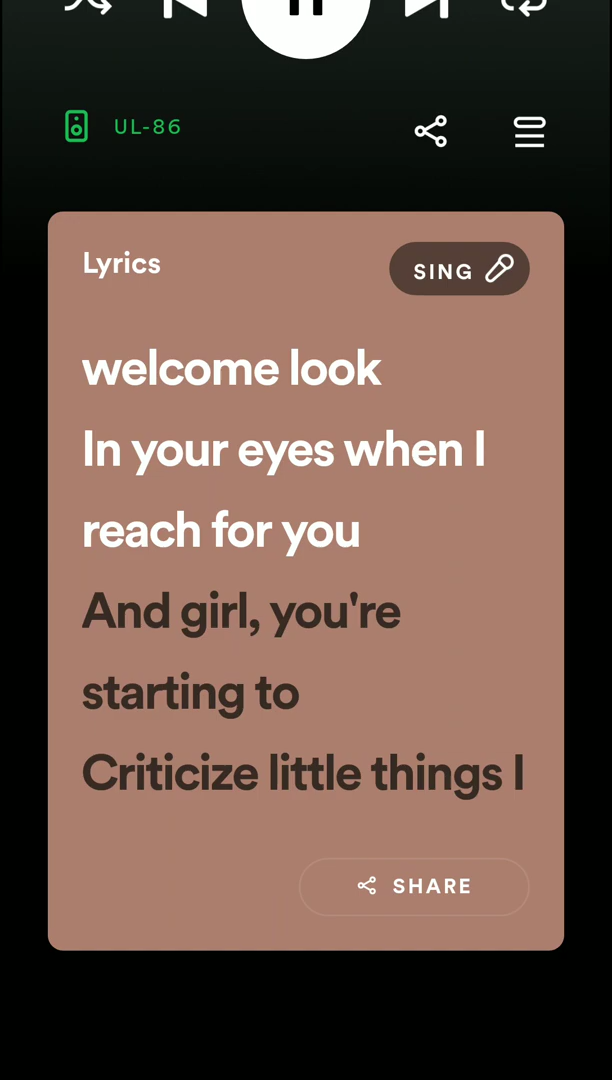 UL-86
Lyrics
SING
welcome look
In your eyes when I
reach for you
And girl, you're
starting to
Criticize little things I
SHARE